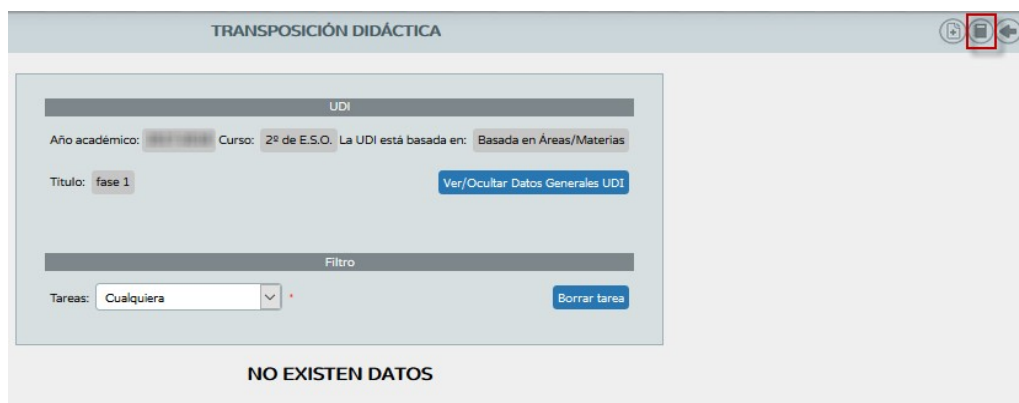 TRANSPOSICIÓN DIDÁCTICA
UDI
Año académico: Curso: 2º de E.S.O. La UDI está basada en: Basada en Áreas/Materias
Título: fase 1 Ver/Ocultar Datos Generales UDI
Filtro
Tareas: Cualquiera * Borrar tarea
NO EXISTEN DATOS